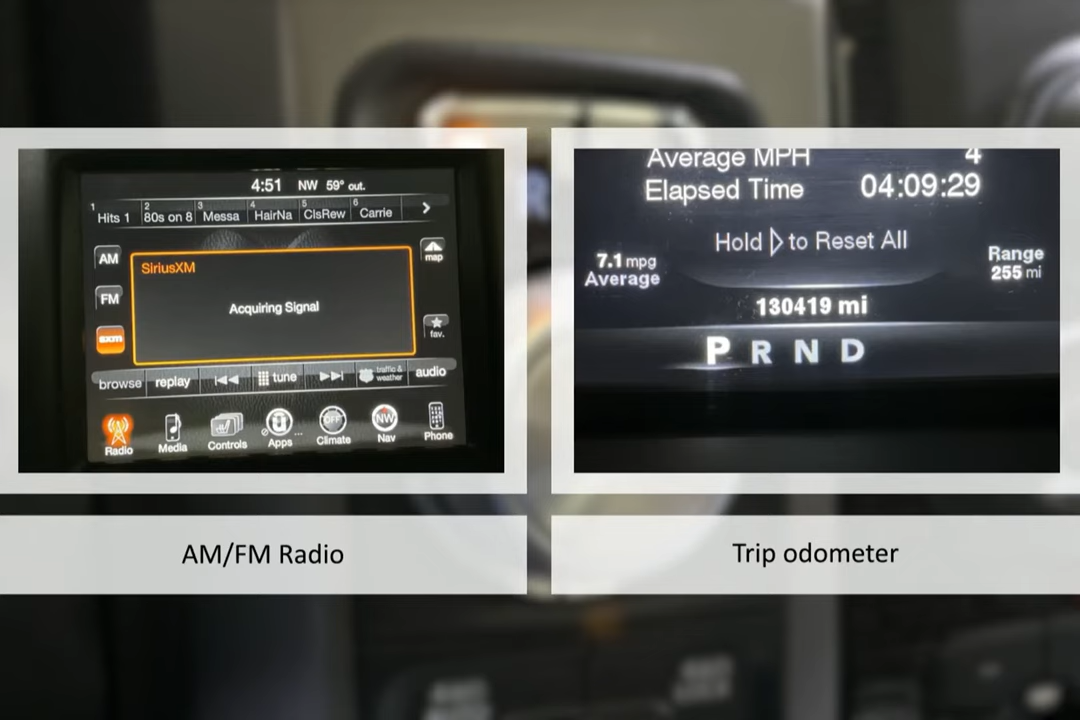 4:51 NW 59° out.
1 Hits 1 2 80s on 8 3 Messa 4 HairNa 5 ClsRew 6 Carrie
AM
map
SiriusXM
FM
Acquiring Signal
fav.
sxm
browse replay tune traffic & weather audio
Radio Media Controls Apps Climate Nav Phone
OFF
NW
AM/FM Radio
Average MPH 4
Elapsed Time 04:09:29
Hold to Reset All
7.1 mpg
Average
Range
255 mi
130419 mi
P R N D
Trip odometer